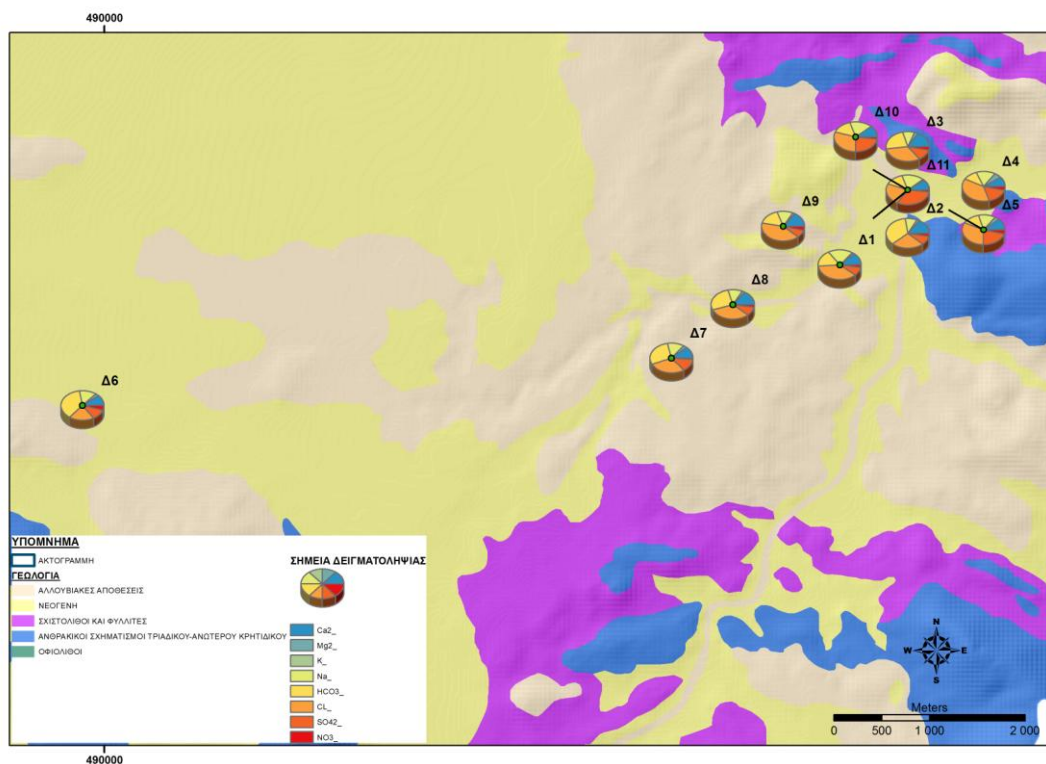 490000
Δ10
Δ3
Δ11
Δ4
Δ9
Δ2
Δ5
Δ1
Δ8
Δ7
Δ6
ΥΠΟΜΝΗΜΑ
ΑΚΤΟΓΡΑΜΜΗ
ΓΕΩΛΟΓΙΑ
ΑΛΛΟΥΒΙΑΚΕΣ ΑΠΟΘΕΣΕΙΣ
ΝΕΟΓΕΝΗ
ΣΧΙΣΤΟΛΙΘΟΙ ΚΑΙ ΦΥΛΛΙΤΕΣ
ΑΝΘΡΑΚΙΚΟΙ ΣΧΗΜΑΤΙΣΜΟΙ ΤΡΙΑΔΙΚΟΥ-ΑΝΩΤΕΡΟΥ ΚΡΗΤΙΔΙΚΟΥ
ΟΦΙΟΛΙΘΟΙ
ΣΗΜΕΙΑ ΔΕΙΓΜΑΤΟΛΗΨΙΑΣ
Ca2_
Mg2_
K_
Na_
HCO3_
CL_
SO42_
NO3_
N
W E
S
Meters
0 500 1 000 2 000
490000